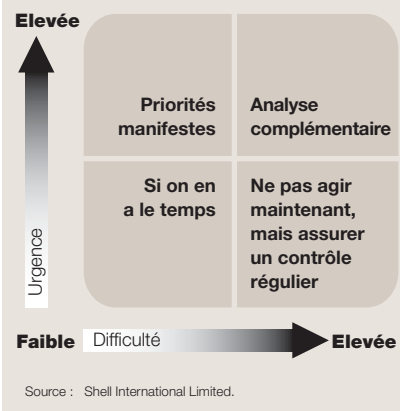 Elevée
Priorités
manifestes
Analyse
complémentaire
Si on en
a le temps
Ne pas agir
maintenant,
mais assurer
un contrôle
régulier
Urgence
Faible
Difficulté
Elevée
Source : Shell International Limited.